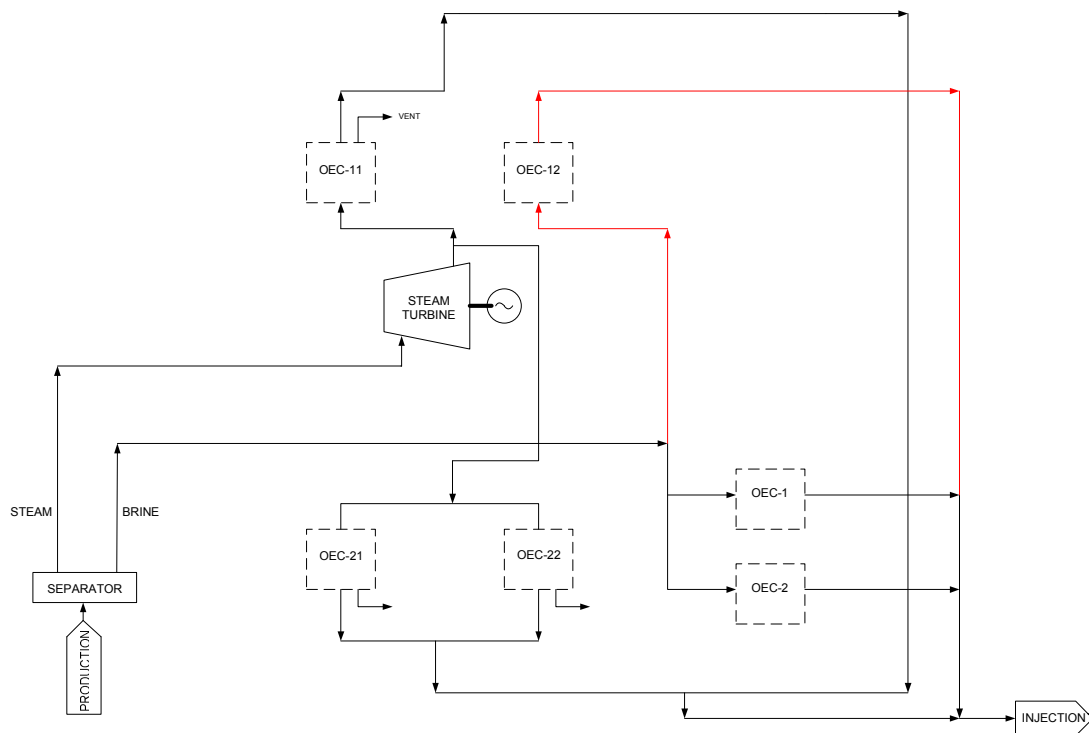 VENT
OEC-11
OEC-12
STEAM
TURBINE
OEC-1
STEAM
BRINE
OEC-21
OEC-22
OEC-2
SEPARATOR
PRODUCTION
INJECTION